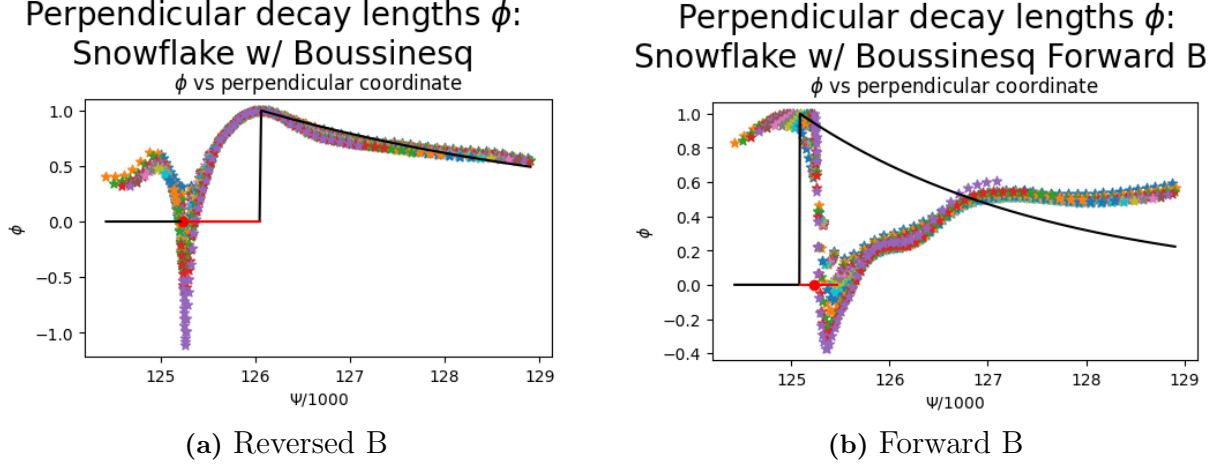 Perpendicular decay lengths ϕ:
Snowflake w/ Boussinesq
ϕ vs perpendicular coordinate
1.0
0.5
0.0
−0.5
−1.0
ϕ
125 126 127 128 129
Ψ/1000
(a) Reversed B
Perpendicular decay lengths ϕ:
Snowflake w/ Boussinesq Forward B
ϕ vs perpendicular coordinate
1.0
0.8
0.6
0.4
0.2
0.0
−0.2
−0.4
ϕ
125 126 127 128 129
Ψ/1000
(b) Forward B